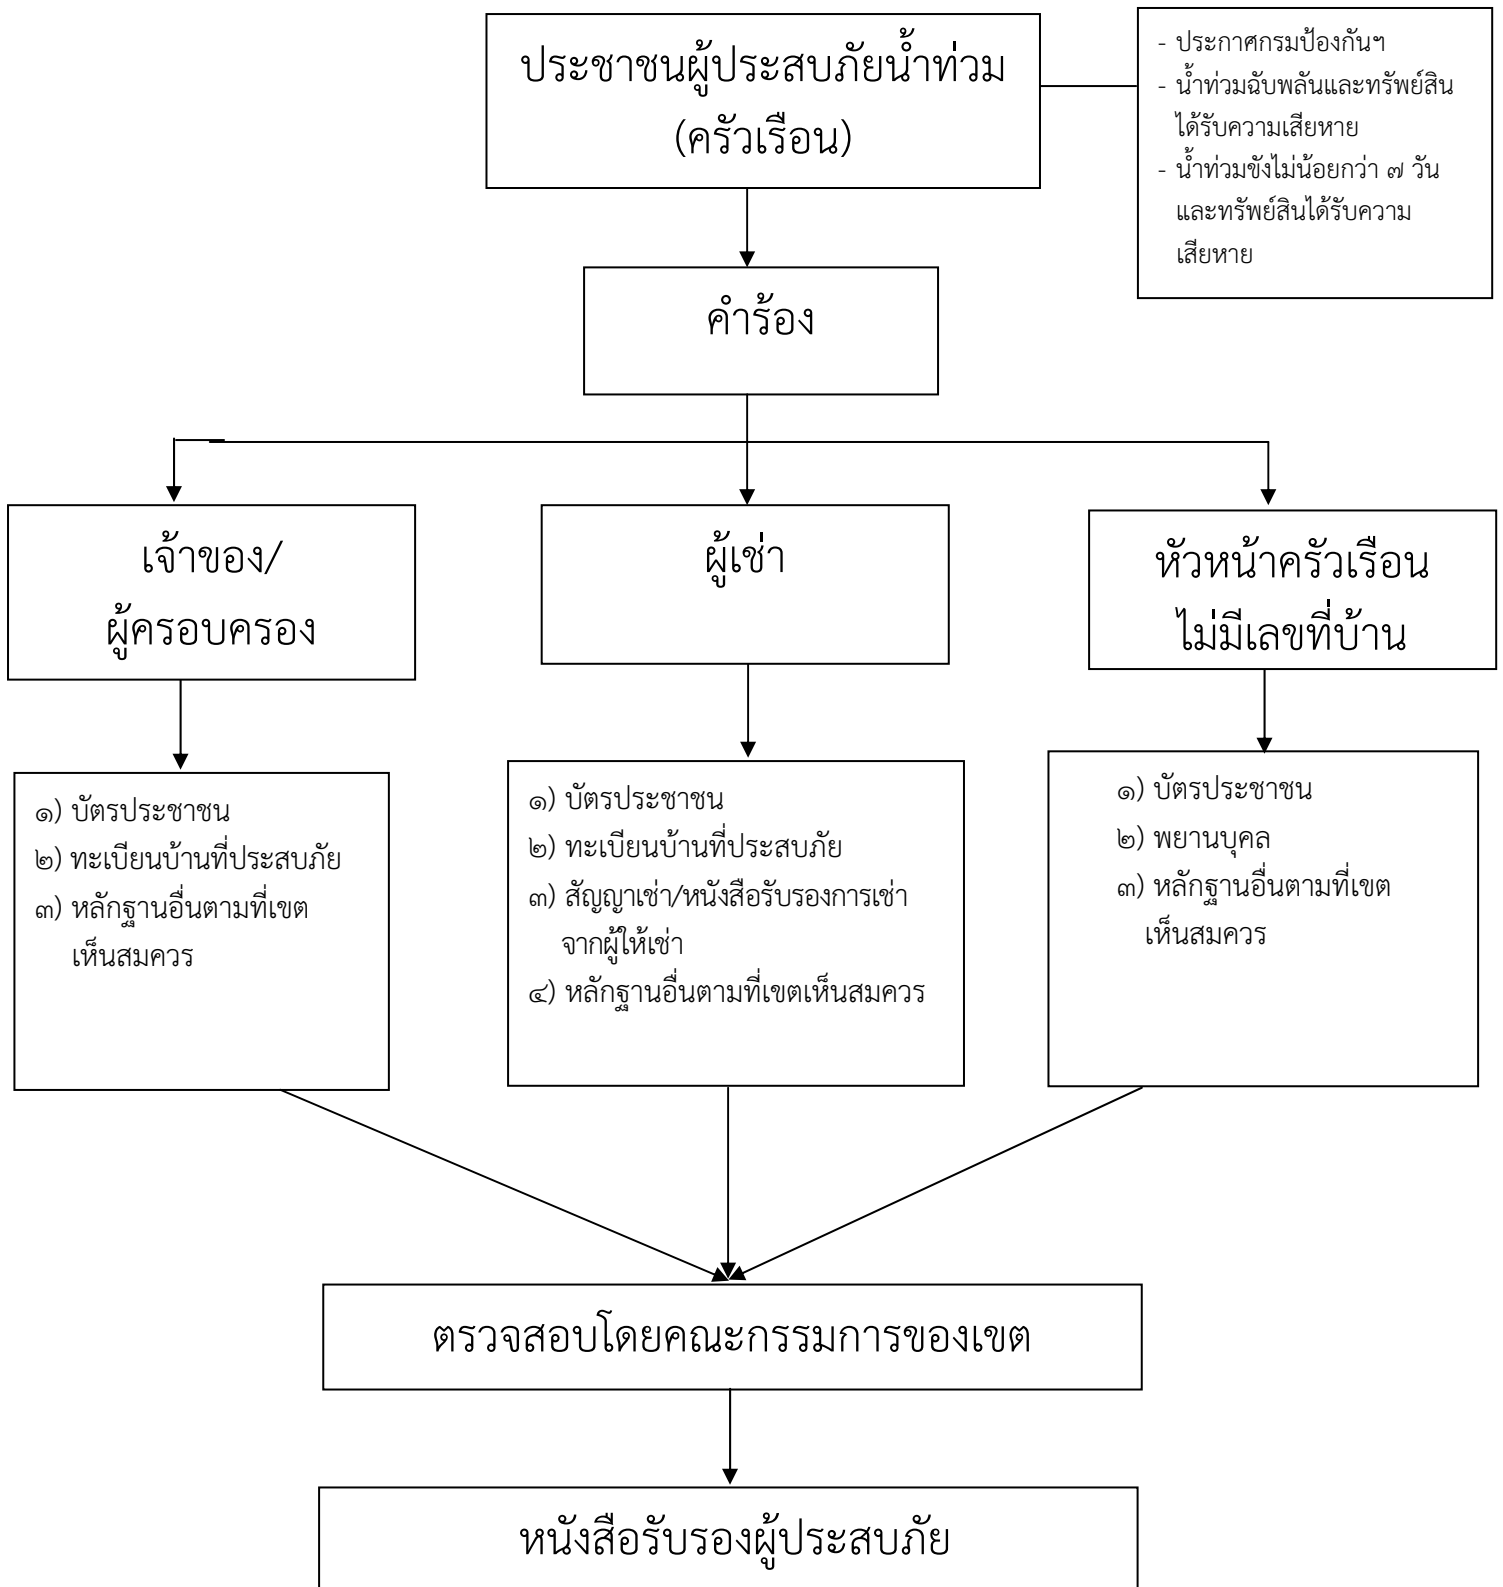 ประชาชนผู้ประสบภัยน้ำท่วม
(ครัวเรือน)
- ประกาศกรมป้องกันฯ
- น้ำท่วมฉับพลันและทรัพย์สิน
ได้รับความเสียหาย
- น้ำท่วมขังไม่น้อยกว่า ๗ วัน
และทรัพย์สินได้รับความ
เสียหาย
คำร้อง
เจ้าของ/
ผู้ครอบครอง
ผู้เช่า
หัวหน้าครัวเรือน
ไม่มีเลขที่บ้าน
๑) บัตรประชาชน
๒) ทะเบียนบ้านที่ประสบภัย
๓) หลักฐานอื่นตามที่เขต
เห็นสมควร
๑) บัตรประชาชน
๒) ทะเบียนบ้านที่ประสบภัย
๓) สัญญาเช่า/หนังสือรับรองการเช่า
จากผู้ให้เช่า
๔) หลักฐานอื่นตามที่เขตเห็นสมควร
๑) บัตรประชาชน
๒) พยานบุคล
๓) หลักฐานอื่นตามที่เขต
เห็นสมควร
ตรวจสอบโดยคณะกรรมการของเขต
หนังสือรับรองผู้ประสบภัย